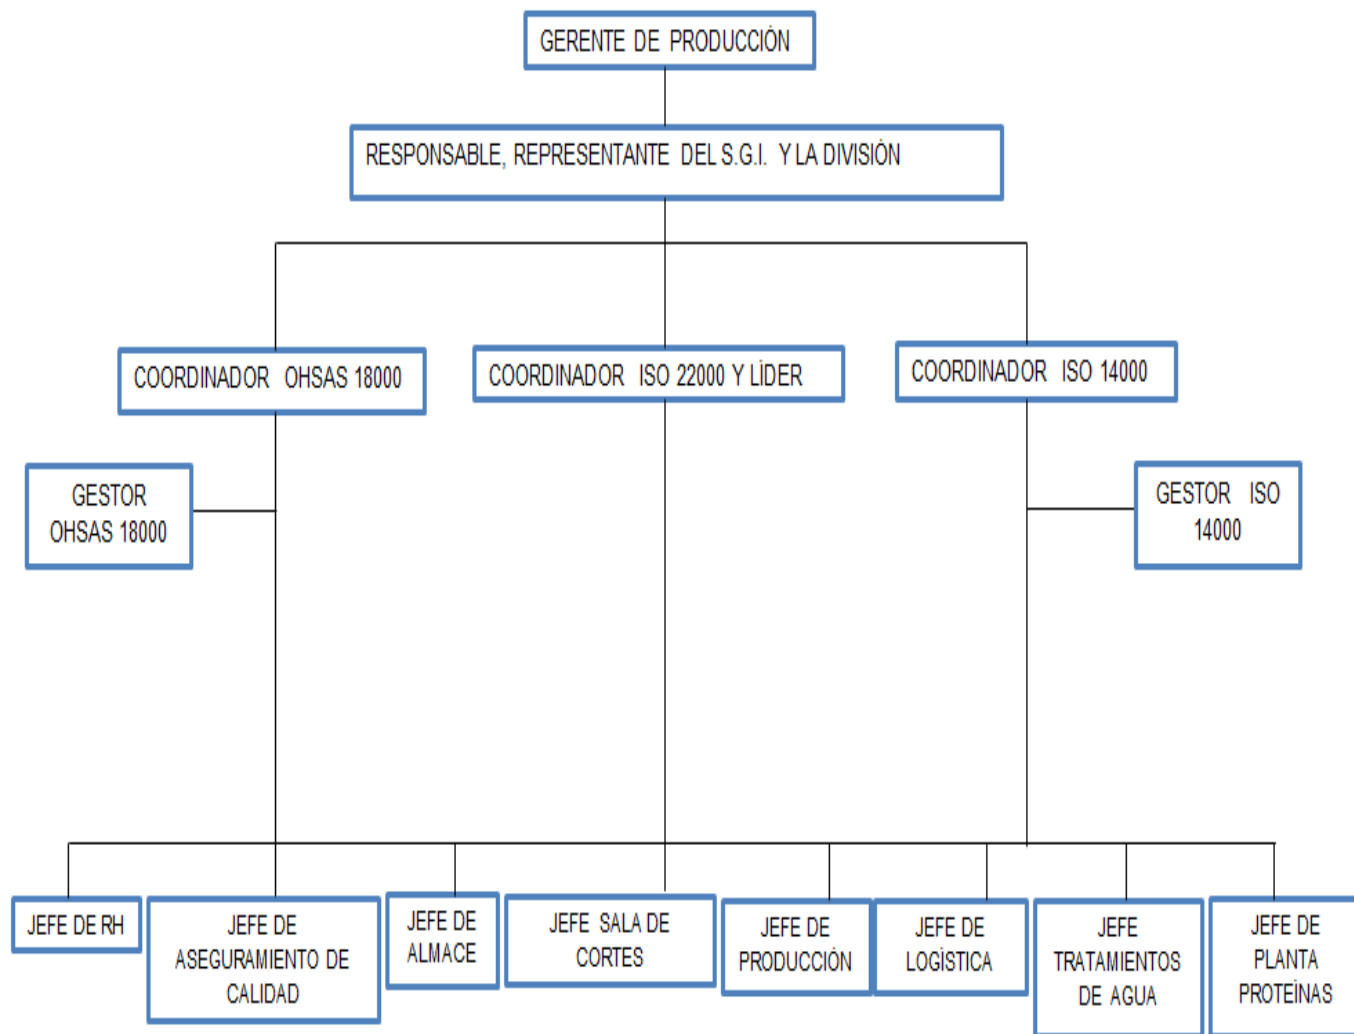 GERENTE DE PRODUCCIÓN
RESPONSABLE, REPRESENTANTE DEL S.G.I. Y LA DIVISIÓN
COORDINADOR OHSAS 18000
COORDINADOR ISO 22000 Y LÍDER
COORDINADOR ISO 14000
GESTOR
OHSAS 18000
GESTOR ISO
14000
JEFE DE RH
JEFE DE
ASEGURAMIENTO DE
CALIDAD
JEFE DE
ALMACE
JEFE SALA DE
CORTES
JEFE DE
PRODUCCIÓN
JEFE DE
LOGÍSTICA
JEFE
TRATAMIENTOS
DE AGUA
JEFE DE
PLANTA
PROTEÍNAS